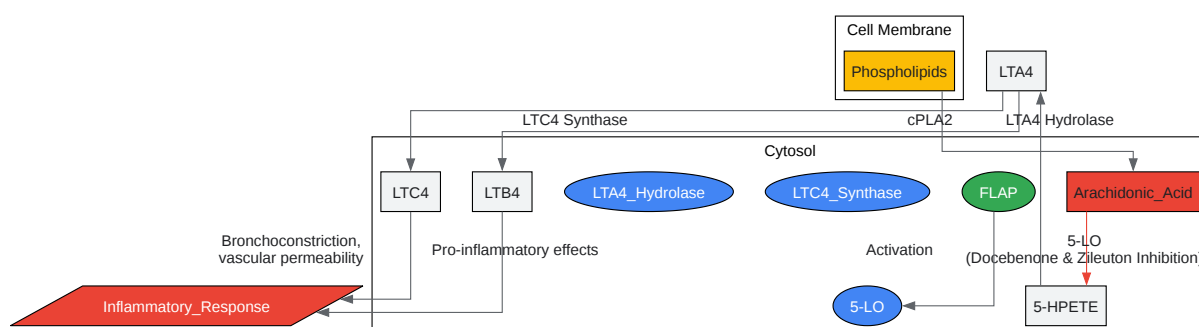 Cell Membrane
Phospholipids
LTA4
LTC4 Synthase
cPLA2
LTA4 Hydrolase
Cytosol
LTC4
LTB4
LTA4_Hydrolase
LTC4_Synthase
FLAP
Arachidonic_Acid
Bronchoconstriction,
vascular permeability
Pro-inflammatory effects
Activation
5-LO
(Docebenone & Zileuton Inhibition)
Inflammatory_Response
5-LO
5-HPETE